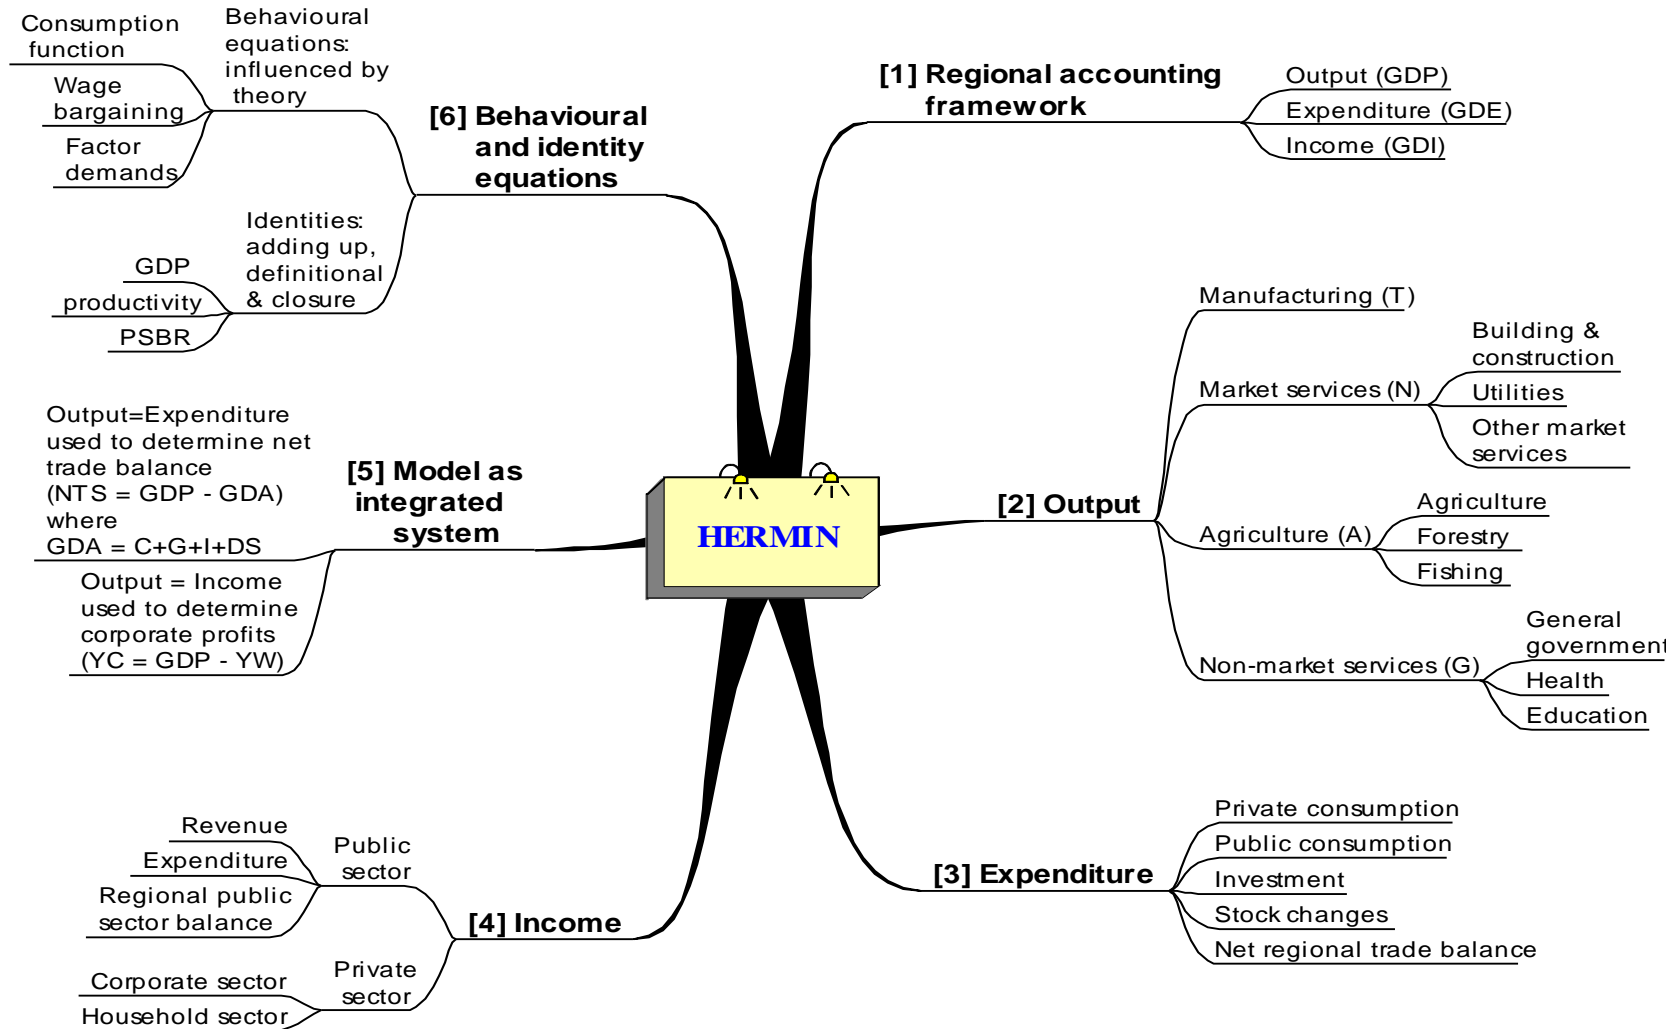 HERMIN
[1] Regional accounting
framework
Output (GDP)
Expenditure (GDE)
Income (GDI)
[2] Output
Manufacturing (T)
Market services (N)
Building &
construction
Utilities
Other market
services
Agriculture (A)
Agriculture
Forestry
Fishing
Non-market services (G)
General
government
Health
Education
[3] Expenditure
Private consumption
Public consumption
Investment
Stock changes
Net regional trade balance
[4] Income
Public
sector
Revenue
Expenditure
Regional public
sector balance
Private
sector
Corporate sector
Household sector
[5] Model as
integrated
system
Output=Expenditure
used to determine net
trade balance
(NTS = GDP - GDA)
where
GDA = C+G+I+DS
Output = Income
used to determine
corporate profits
(YC = GDP - YW)
[6] Behavioural
and identity
equations
Behavioural
equations:
influenced by
theory
Consumption
function
Wage
bargaining
Factor
demands
Identities:
adding up,
definitional
& closure
GDP
productivity
PSBR